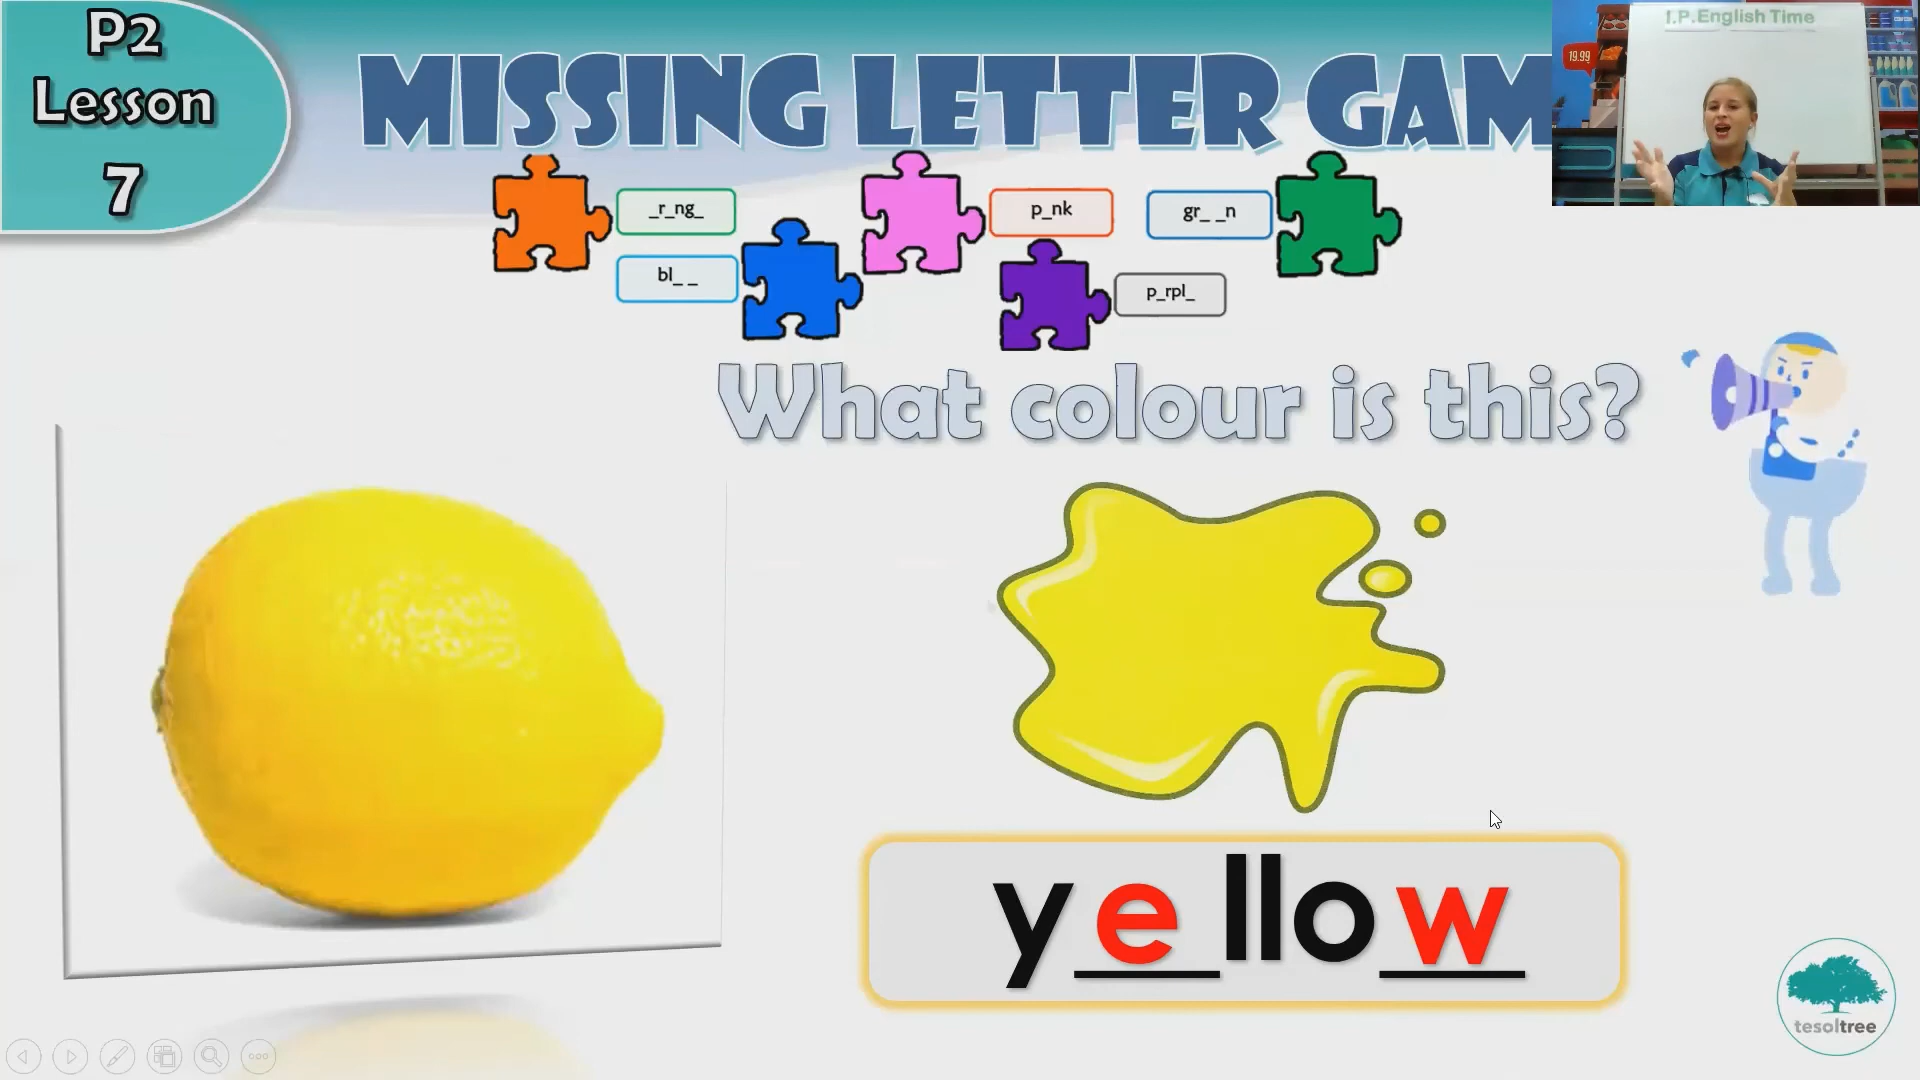 P2
Lesson
7
MISSING LETTER GAM
I.P. English Time
19.99
_r_ng_
p_nk
gr_ _n
bl_ _
p_rpl_
What colour is this?
yellow
tesoltree